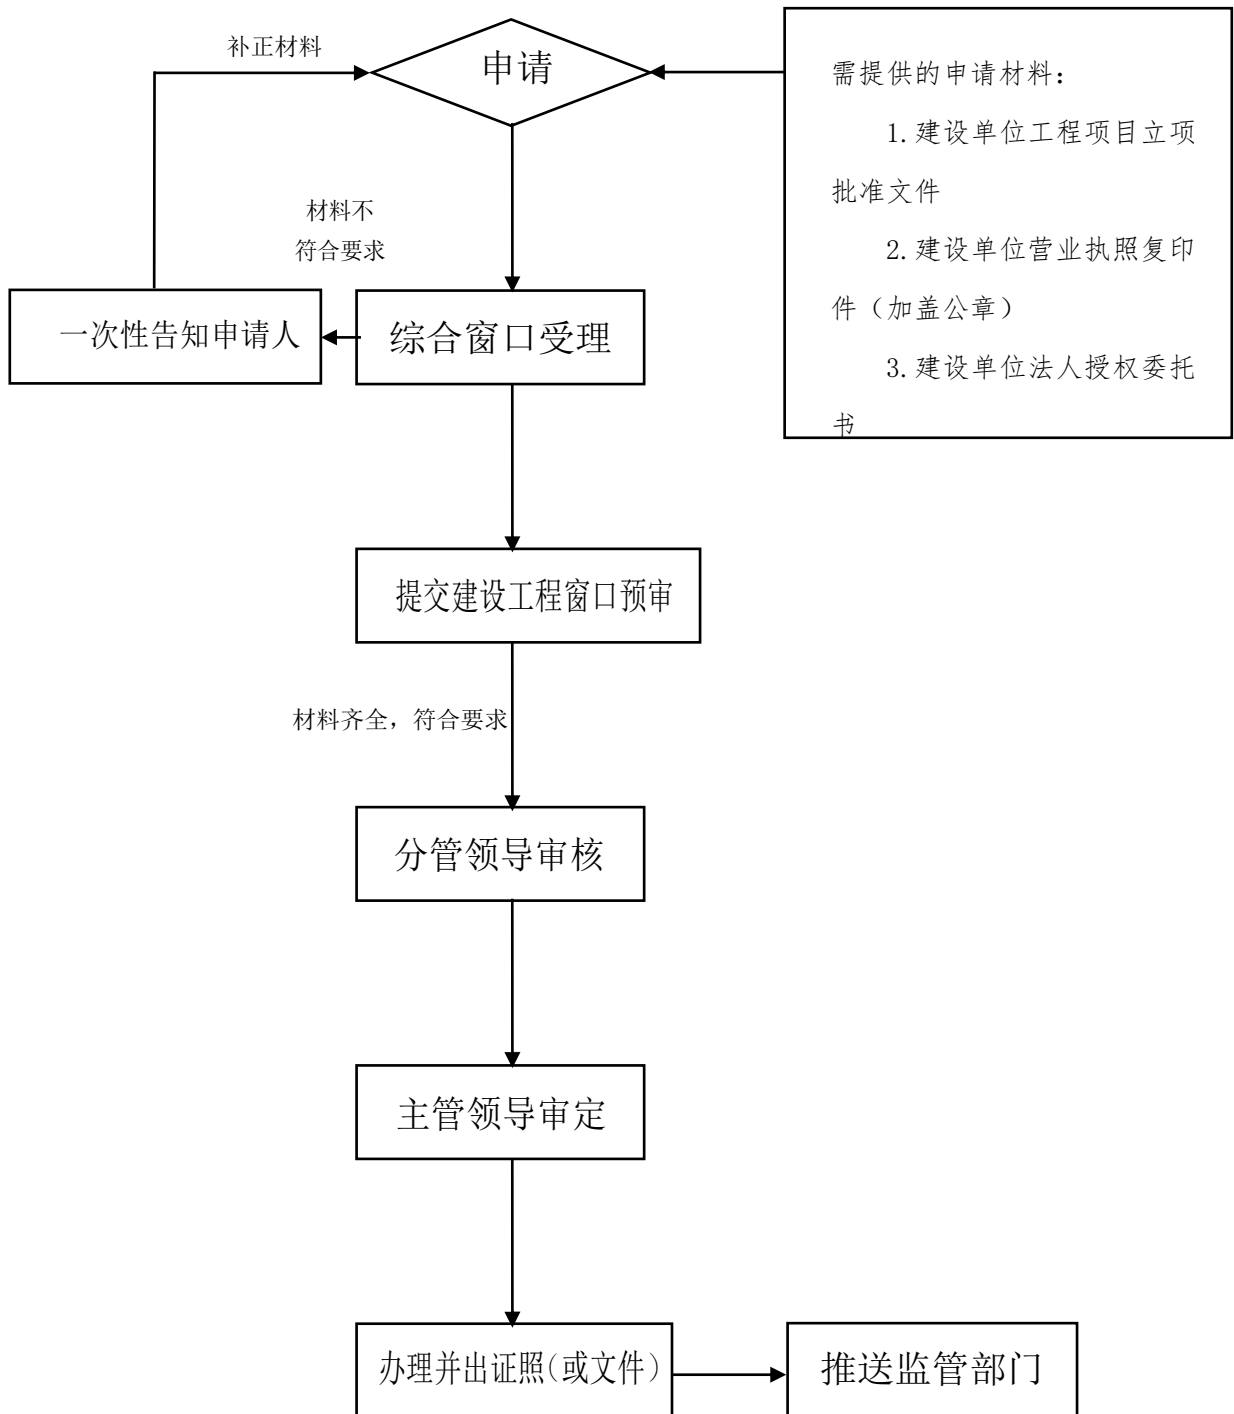 补正材料
申请
需提供的申请材料：
1.建设单位工程项目立项
批准文件
2.建设单位营业执照复印
件（加盖公章）
3.建设单位法人授权委托
书
材料不
符合要求
一次性告知申请人
综合窗口受理
提交建设工程窗口预审
材料齐全，符合要求
分管领导审核
主管领导审定
办理并出证照(或文件)
推送监管部门